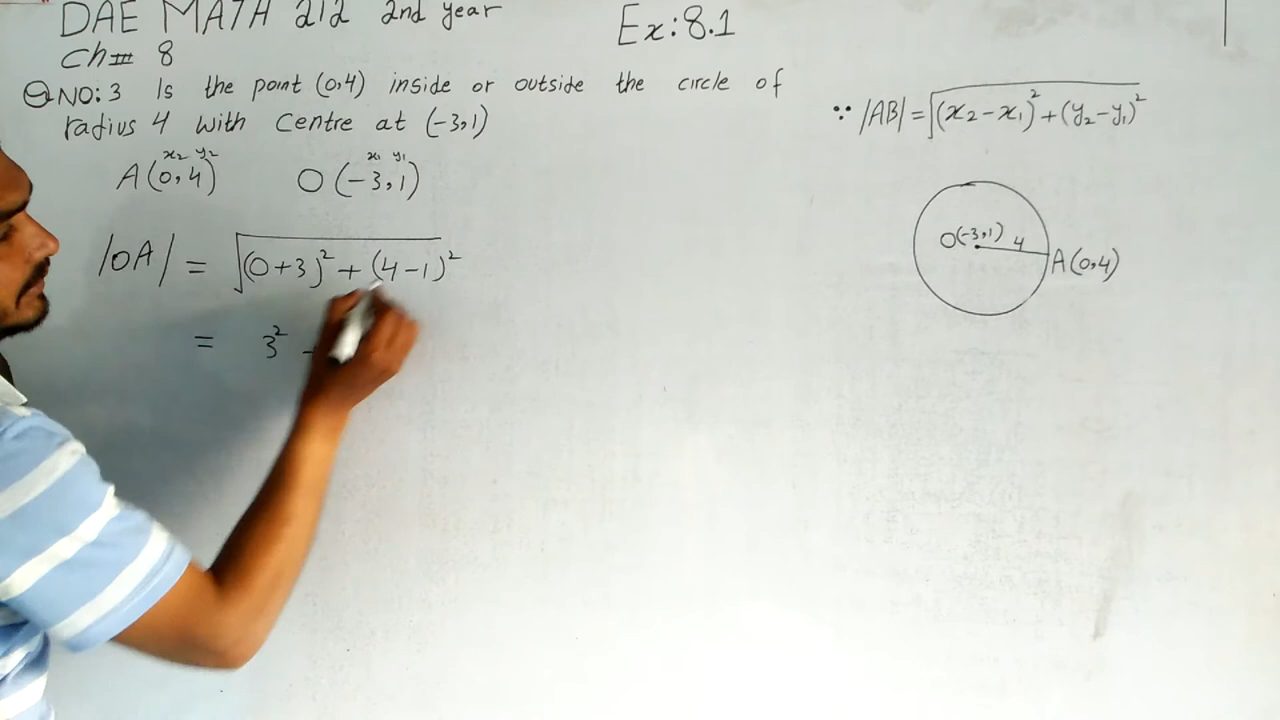 DAE MATH 212 2nd year
Ex: 8.1
Ch 8
Q NO: 3 Is the point (0,4) inside or outside the circle of
radius 4 with centre at (-3,1)
∵ |AB| = √(x₂-x₁)² + (y₂-y₁)²
x₂ y₂ x₁ y₁
A(0,4) O(-3,1)
|OA| = √(0+3)² + (4-1)²
= 3²
O(-3,1) 4
A(0,4)